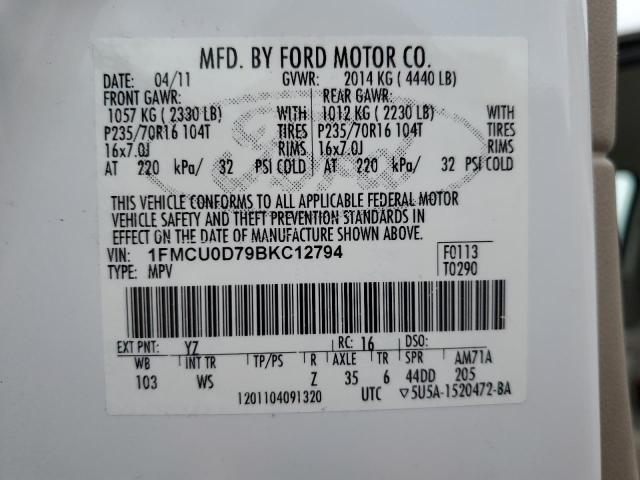 MFD. BY FORD MOTOR CO.
DATE: 04/11 GVWR: 2014 KG ( 4440 LB)
FRONT GAWR: REAR GAWR:
1057 KG ( 2330 LB) WITH 1012 KG ( 2230 LB) WITH
P235/70R16 104T TIRES P235/70R16 104T TIRES
16x7.0J RIMS 16x7.0J RIMS
AT 220 kPa/ 32 PSI COLD AT 220 kPa/ 32 PSI COLD
THIS VEHICLE CONFORMS TO ALL APPLICABLE FEDERAL MOTOR
VEHICLE SAFETY AND THEFT PREVENTION STANDARDS IN
EFFECT ON THE DATE OF MANUFACTURE SHOWN ABOVE.
VIN: 1FMCU0D79BKC12794 F0113
TYPE: MPV T0290
EXT PNT: YZ RC: 16 DSO:
WB INT TR TP/PS R AXLE TR SPR AM71A
103 WS Z 35 6 44DD 205
1201104091320 UTC ▽5U5A-1520472-BA